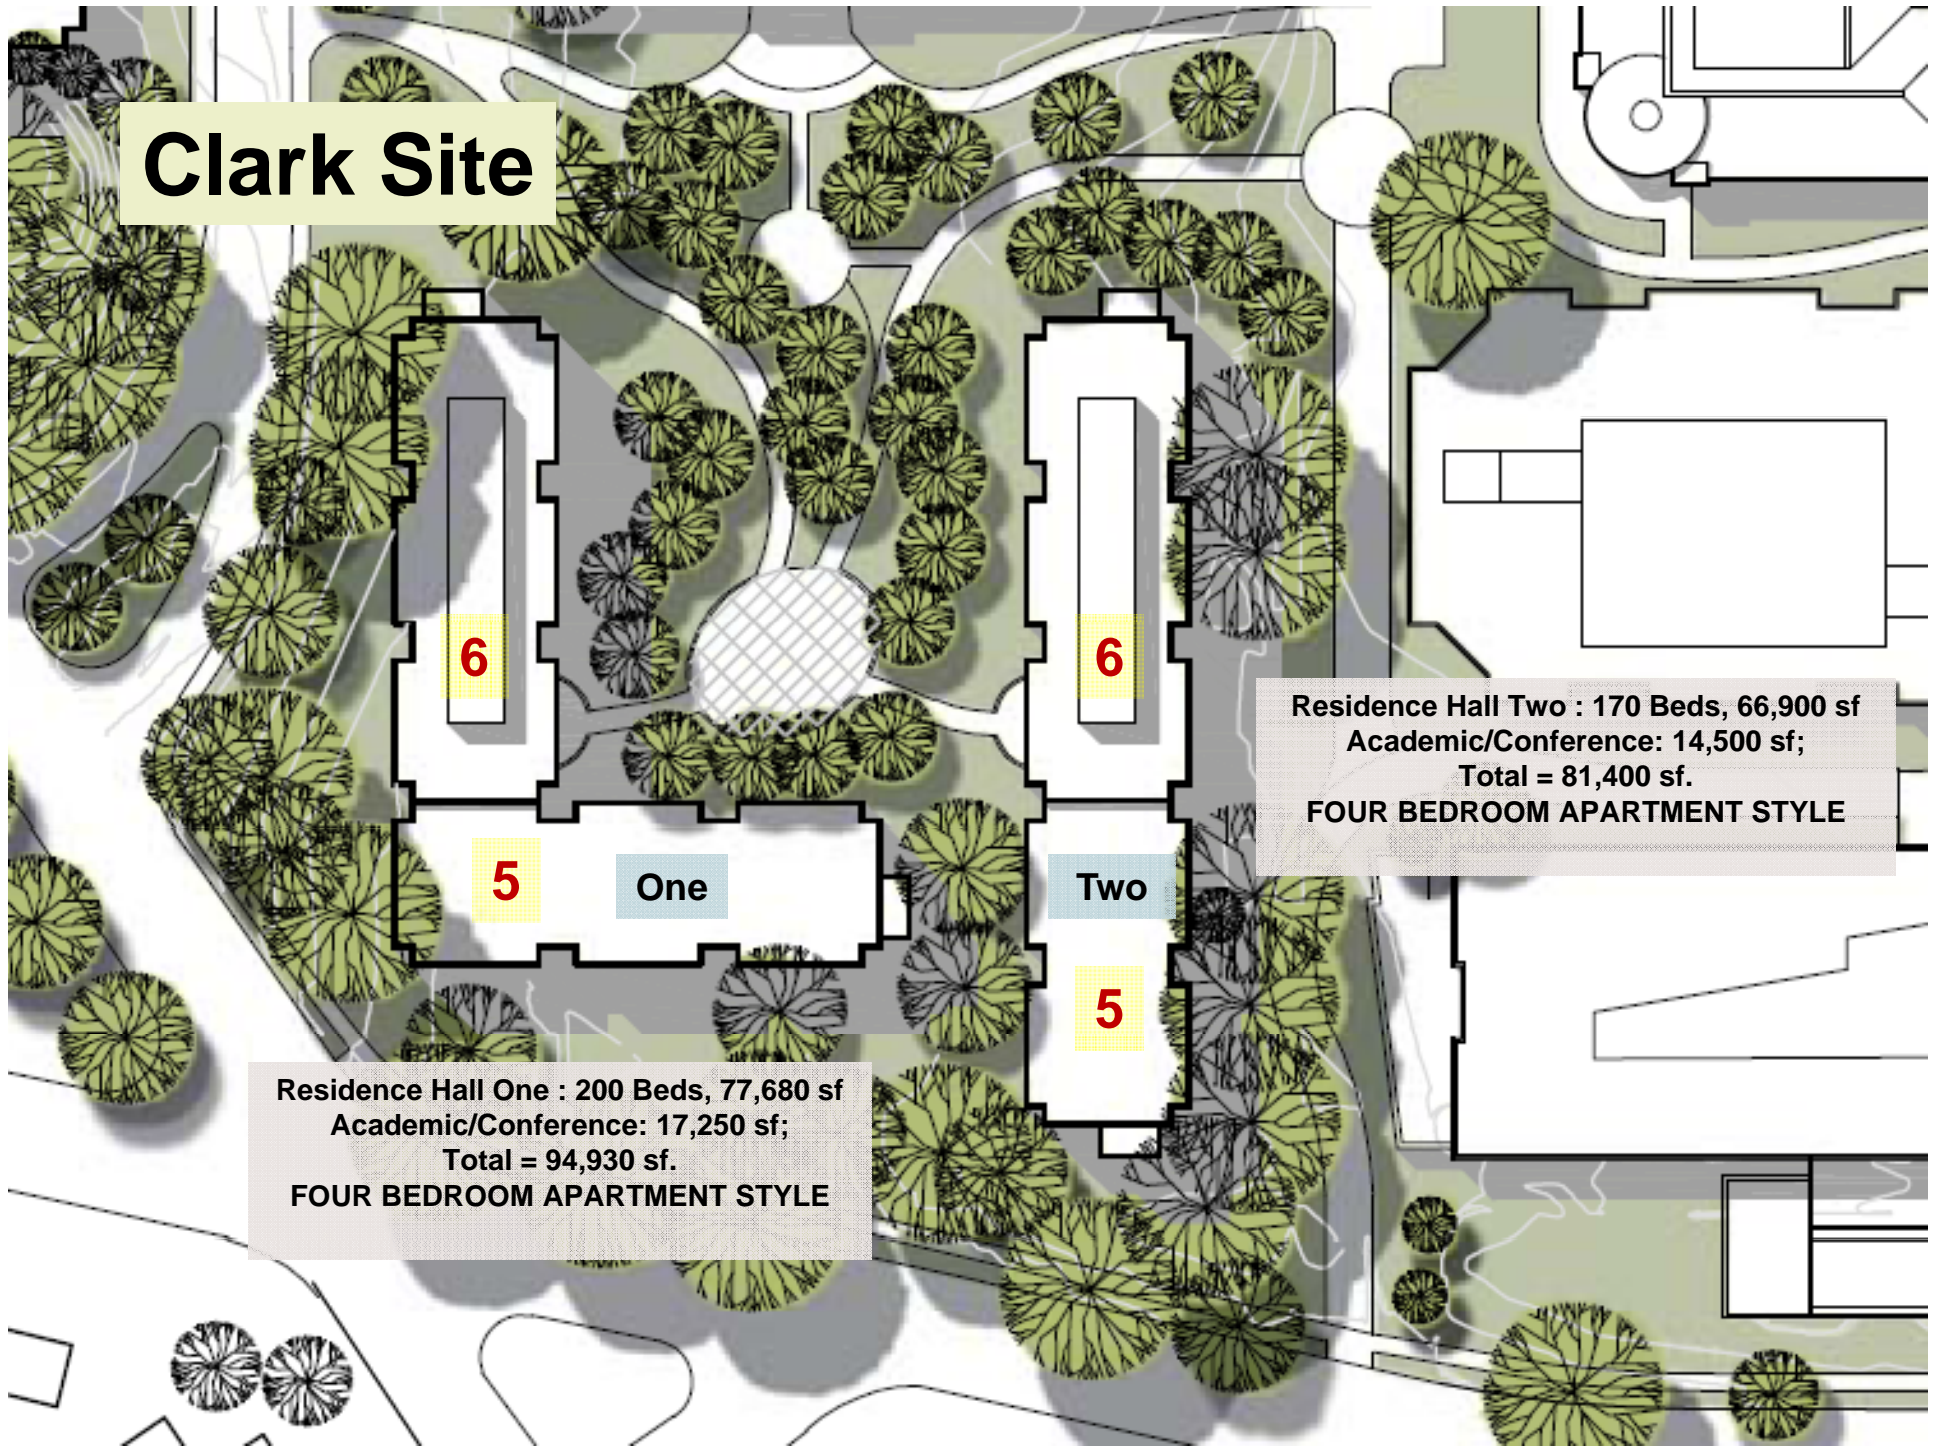 Clark Site
6
6
Residence Hall Two : 170 Beds, 66,900 sf
Academic/Conference: 14,500 sf;
Total = 81,400 sf.
FOUR BEDROOM APARTMENT STYLE
5
One
Two
5
Residence Hall One : 200 Beds, 77,680 sf
Academic/Conference: 17,250 sf;
Total = 94,930 sf.
FOUR BEDROOM APARTMENT STYLE